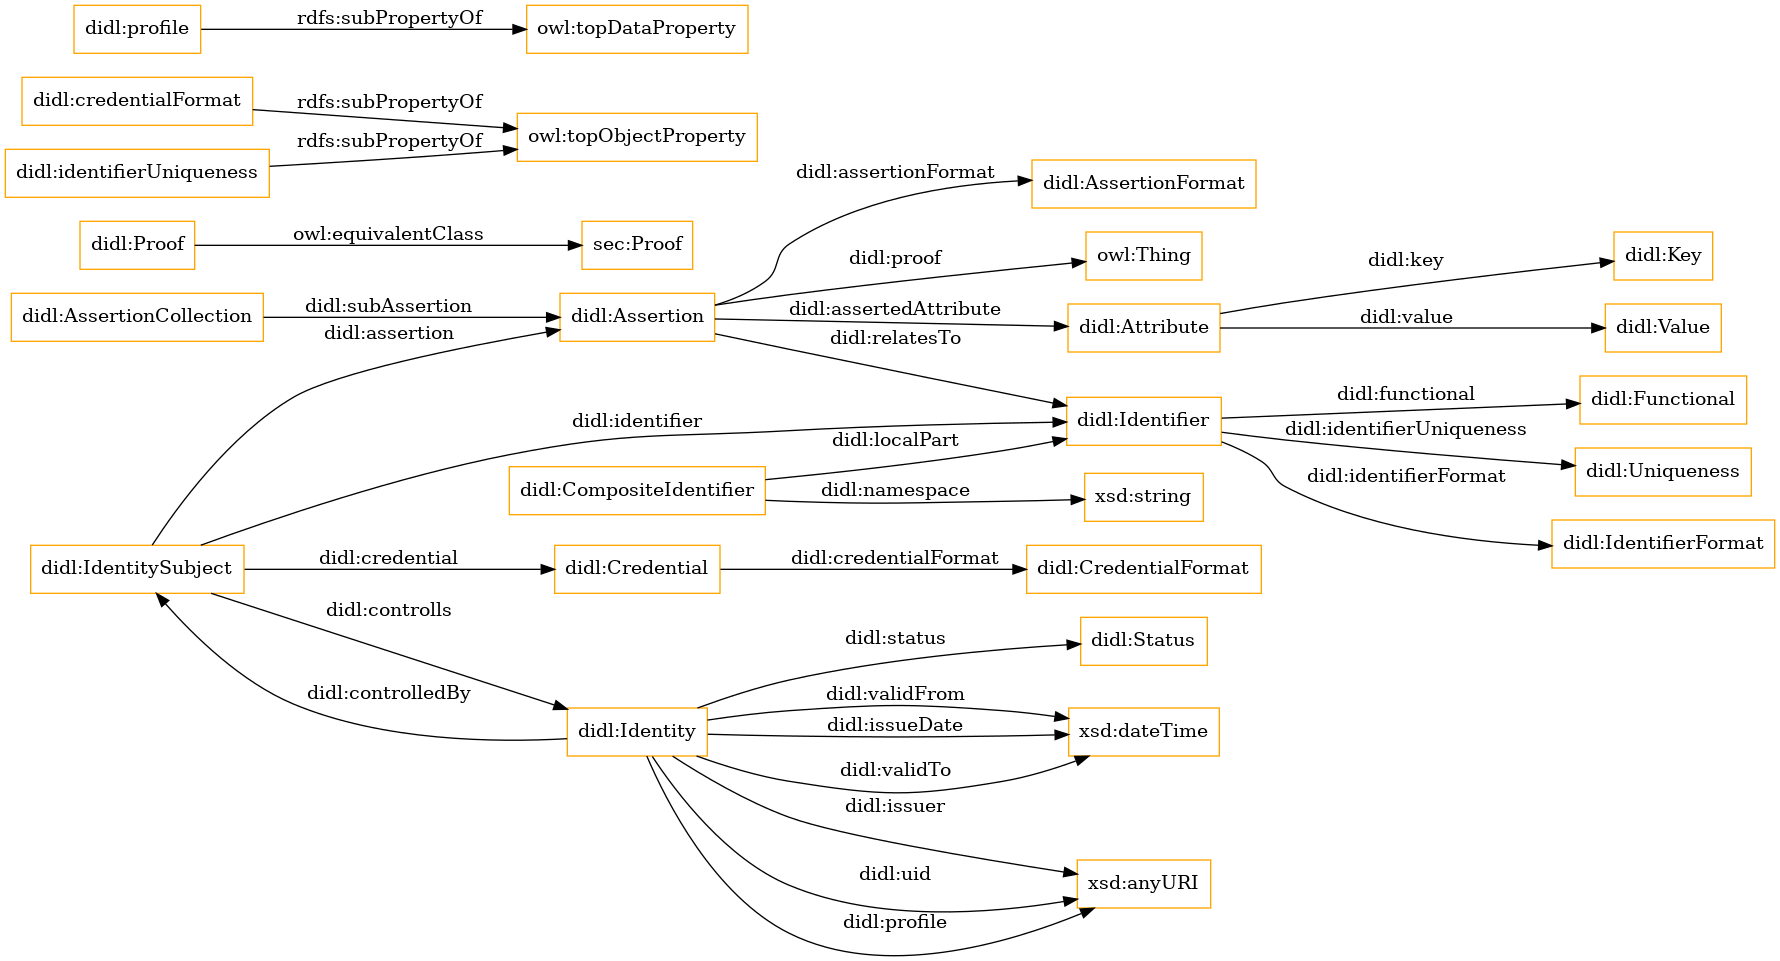 didl:profile
rdfs:subPropertyOf
owl:topDataProperty
didl:credentialFormat
rdfs:subPropertyOf
owl:topObjectProperty
rdfs:subPropertyOf
didl:identifierUniqueness
didl:assertionFormat
didl:AssertionFormat
didl:Proof
owl:equivalentClass
sec:Proof
didl:proof
owl:Thing
didl:key
didl:Key
didl:AssertionCollection
didl:subAssertion
didl:assertion
didl:Assertion
didl:assertedAttribute
didl:relatesTo
didl:Attribute
didl:value
didl:Value
didl:identifier
didl:localPart
didl:Identifier
didl:functional
didl:Functional
didl:identifierUniqueness
didl:Uniqueness
didl:identifierFormat
didl:IdentifierFormat
didl:CompositeIdentifier
didl:namespace
xsd:string
didl:IdentitySubject
didl:credential
didl:Credential
didl:credentialFormat
didl:CredentialFormat
didl:controlls
didl:controlledBy
didl:Identity
didl:status
didl:Status
didl:validFrom
didl:issueDate
xsd:dateTime
didl:validTo
didl:issuer
didl:uid
xsd:anyURI
didl:profile